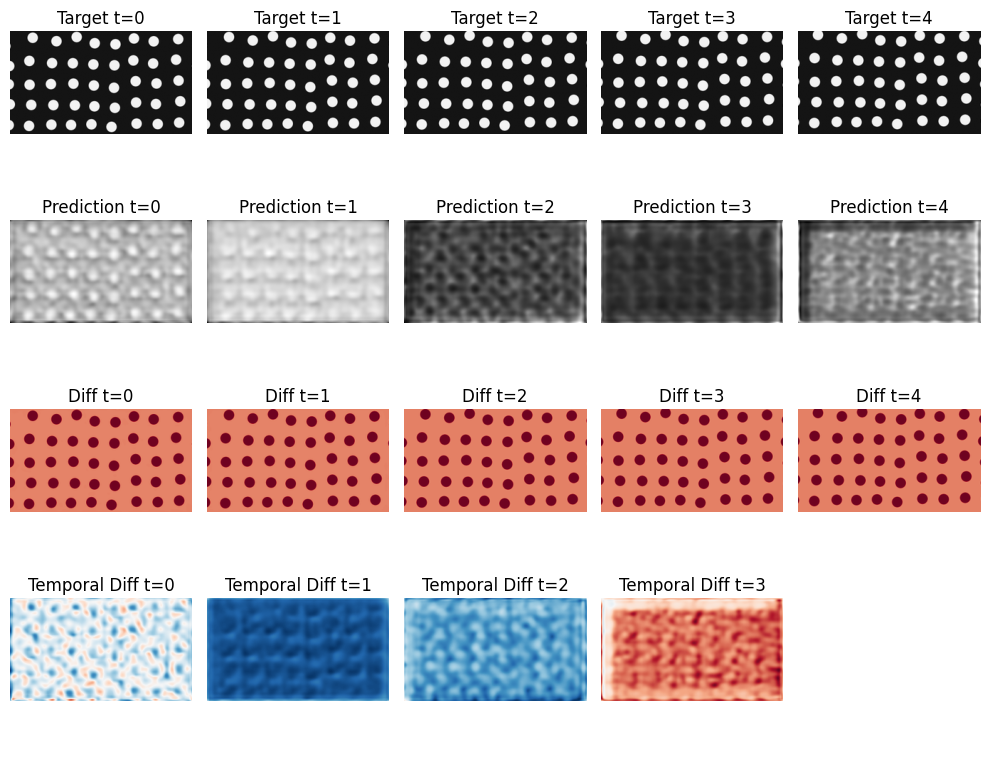 Target t=0 Target t=1 Target t=2 Target t=3 Target t=4
Prediction t=0 Prediction t=1 Prediction t=2 Prediction t=3 Prediction t=4
Diff t=0 Diff t=1 Diff t=2 Diff t=3 Diff t=4
Temporal Diff t=0 Temporal Diff t=1 Temporal Diff t=2 Temporal Diff t=3